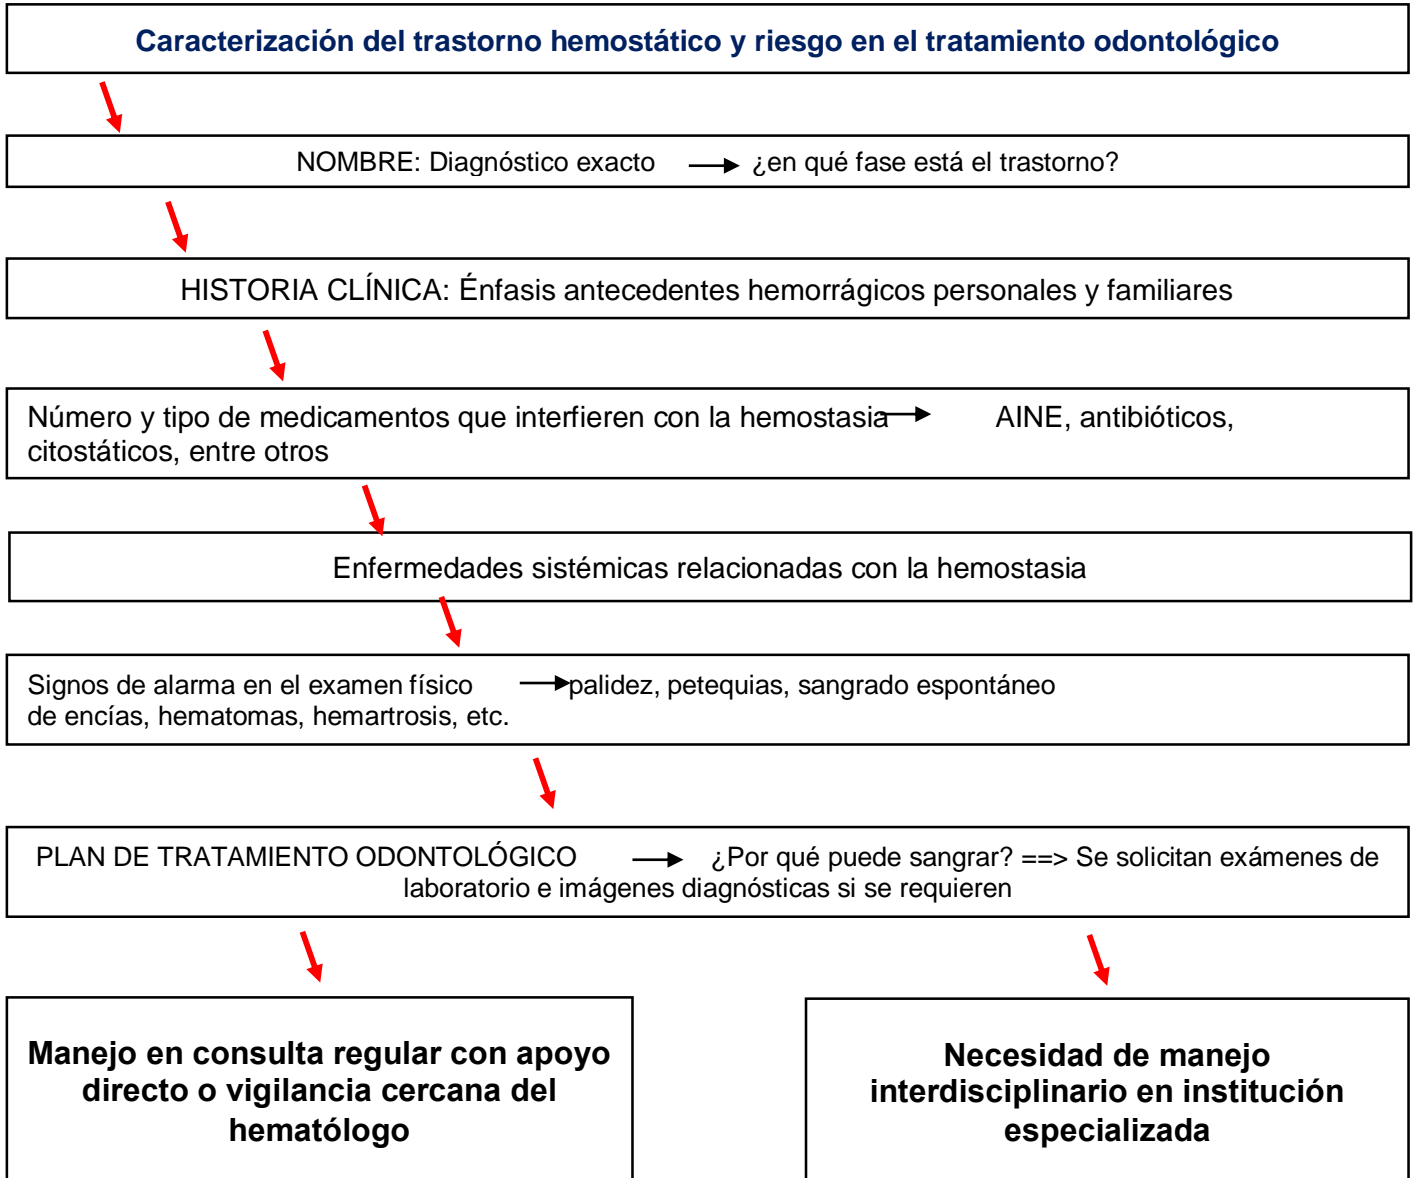 Caracterización del trastorno hemostático y riesgo en el tratamiento odontológico
NOMBRE: Diagnóstico exacto ¿en qué fase está el trastorno?
HISTORIA CLÍNICA: Énfasis antecedentes hemorrágicos personales y familiares
Número y tipo de medicamentos que interfieren con la hemostasia AINE, antibióticos,
citostáticos, entre otros
Enfermedades sistémicas relacionadas con la hemostasia
Signos de alarma en el examen físico palidez, petequias, sangrado espontáneo
de encías, hematomas, hemartrosis, etc.
PLAN DE TRATAMIENTO ODONTOLÓGICO ¿Por qué puede sangrar? ==> Se solicitan exámenes de
laboratorio e imágenes diagnósticas si se requieren
Manejo en consulta regular con apoyo
directo o vigilancia cercana del
hematólogo
Necesidad de manejo
interdisciplinario en institución
especializada